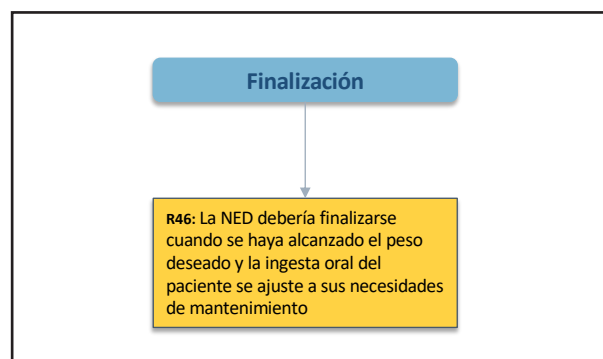 Finalización
R46: La NED debería finalizarse
cuando se haya alcanzado el peso
deseado y la ingesta oral del
paciente se ajuste a sus necesidades
de mantenimiento